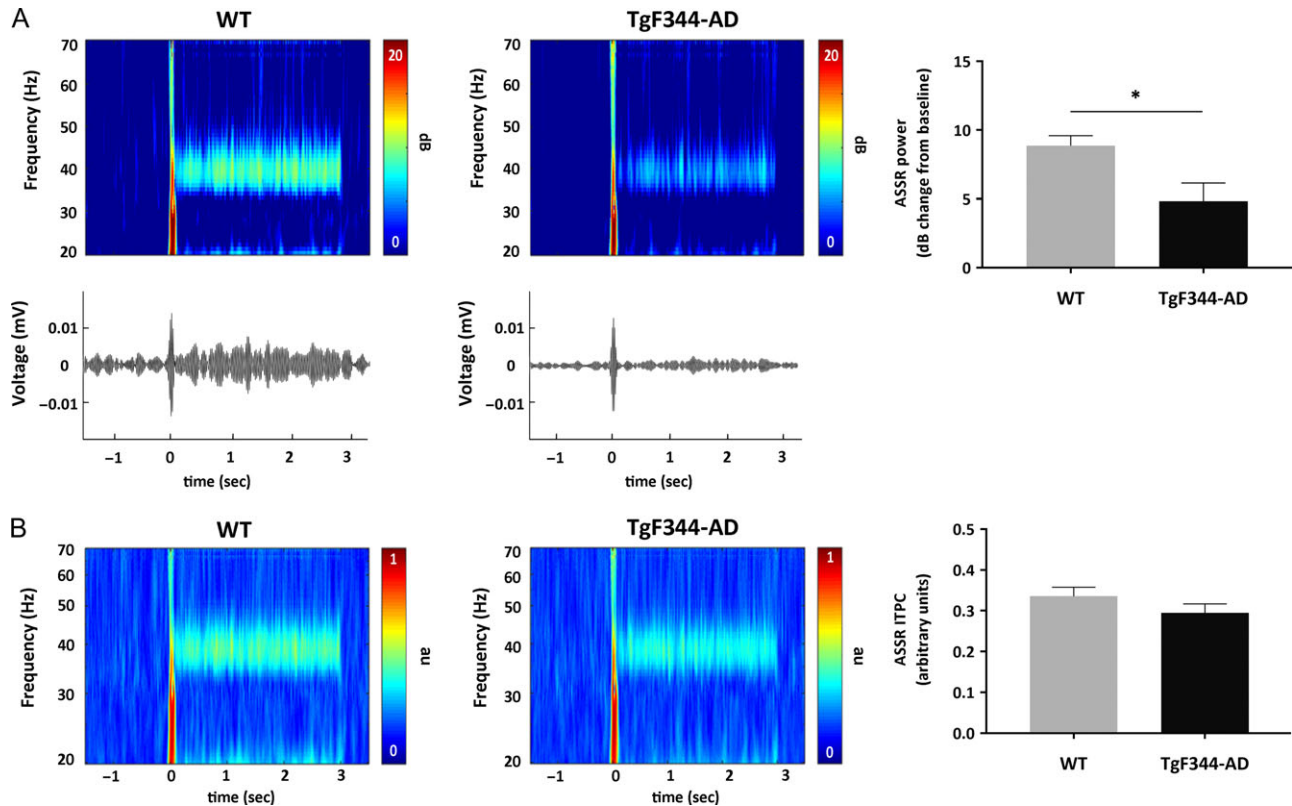 A
WT
TgF344-AD
70
60
50
40
30
20
Frequency (Hz)
20
0
dB
70
60
50
40
30
20
Frequency (Hz)
20
0
dB
15
10
5
0
ASSR power
(dB change from baseline)
*
WT
TgF344-AD
Voltage (mV)
0.01
0
−0.01
−1
0
1
2
3
time (sec)
Voltage (mV)
0.01
0
−0.01
−1
0
1
2
3
time (sec)
B
WT
TgF344-AD
70
60
50
40
30
20
Frequency (Hz)
−1
0
1
2
3
time (sec)
1
0
au
70
60
50
40
30
20
Frequency (Hz)
−1
0
1
2
3
time (sec)
1
0
au
0.5
0.4
0.3
0.2
0.1
0.0
ASSR ITPC
(arbitrary units)
WT
TgF344-AD